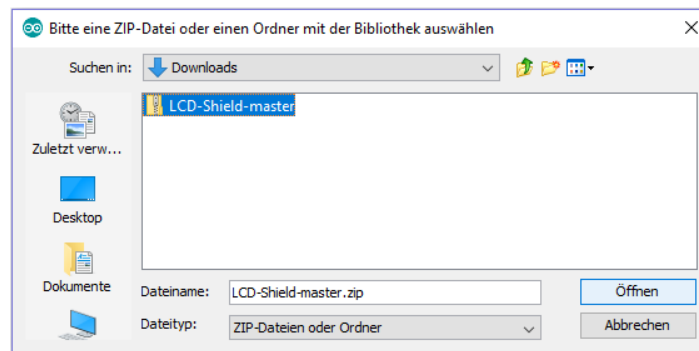 Bitte eine ZIP-Datei oder einen Ordner mit der Bibliothek auswählen
Suchen in:
Downloads
LCD-Shield-master
Zuletzt verw...
Desktop
Dokumente
Dateiname:
LCD-Shield-master.zip
Öffnen
Dateityp:
ZIP-Dateien oder Ordner
Abbrechen